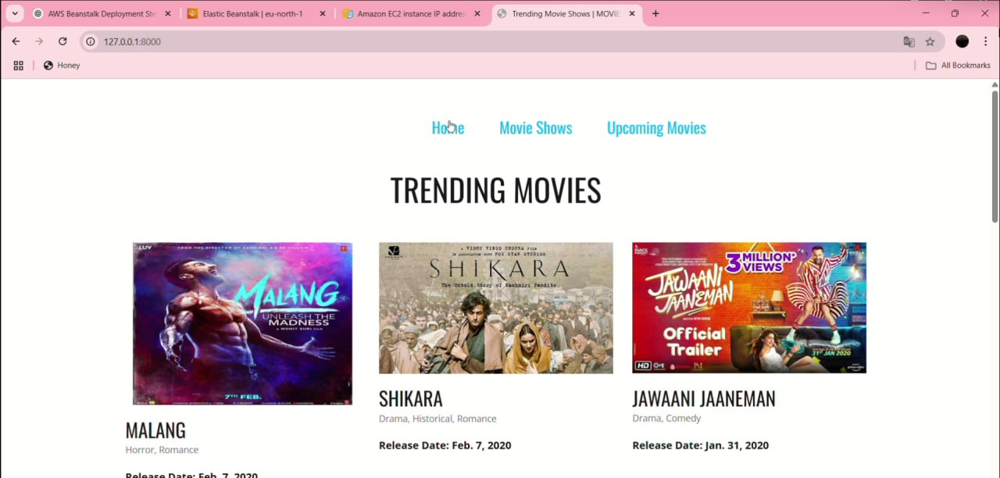 AWS Beanstalk Deployment Ste
Elastic Beanstalk | eu-north-1
Amazon EC2 instance IP addres
Trending Movie Shows | MOVIE
127.0.0.1:8000
Honey
All Bookmarks
Home
Movie Shows
Upcoming Movies
TRENDING MOVIES
LUV
MALANG
UNLEASH THE
MADNESS
A MOHIT SURI FILM
7TH FEB.
A VIDHU VINOD CHOPRA FILM
IN ASSOCIATION WITH FOX STAR STUDIOS
SHIKARA
The Untold Story of Kashmiri Pandits
3 MILLION+
VIEWS
JAWAANI
JAANEMAN
Official
Trailer
31ST JAN 2020
HD
MALANG
Horror, Romance
Release Date: Feb. 7, 2020
SHIKARA
Drama, Historical, Romance
Release Date: Feb. 7, 2020
JAWAANI JAANEMAN
Drama, Comedy
Release Date: Jan. 31, 2020